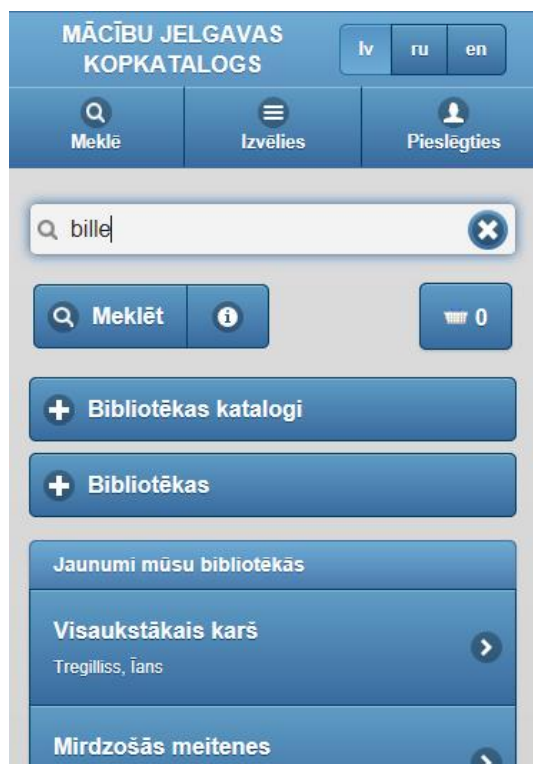 MĀCĪBU JELGAVAS
KOPKATALOGS
lv ru en
Meklē Izvēlies Pieslēgties
bille
Meklēt
0
Bibliotēkas katalogi
Bibliotēkas
Jaunumi mūsu bibliotēkās
Visaukstākais karš
Tregilliss, Īans
Mirdzošās meitenes